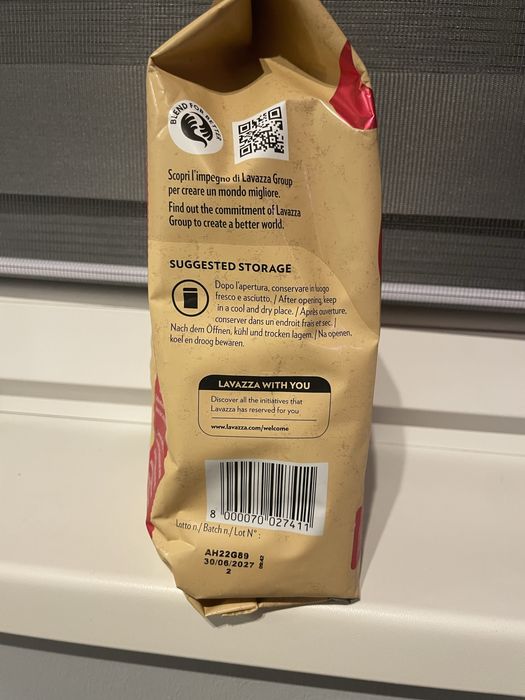 BLEND FOR BETTER
Scopri l'impegno di Lavazza Group
per creare un mondo migliore.
Find out the commitment of Lavazza
Group to create a better world.
SUGGESTED STORAGE
Dopo l'apertura, conservare in luogo
fresco e asciutto. / After opening, keep
in a cool and dry place. / Après ouverture,
conserver dans un endroit frais et sec. /
Nach dem Öffnen, kühl und trocken lagern. / Na openen,
koel en droog bewaren.
LAVAZZA WITH YOU
Discover all the initiatives that
Lavazza has reserved for you
www.lavazza.com/welcome
8 000070 027411
Lotto n./ Batch n./ Lot N° :
AH22G89
30/06/2027
2
09:42